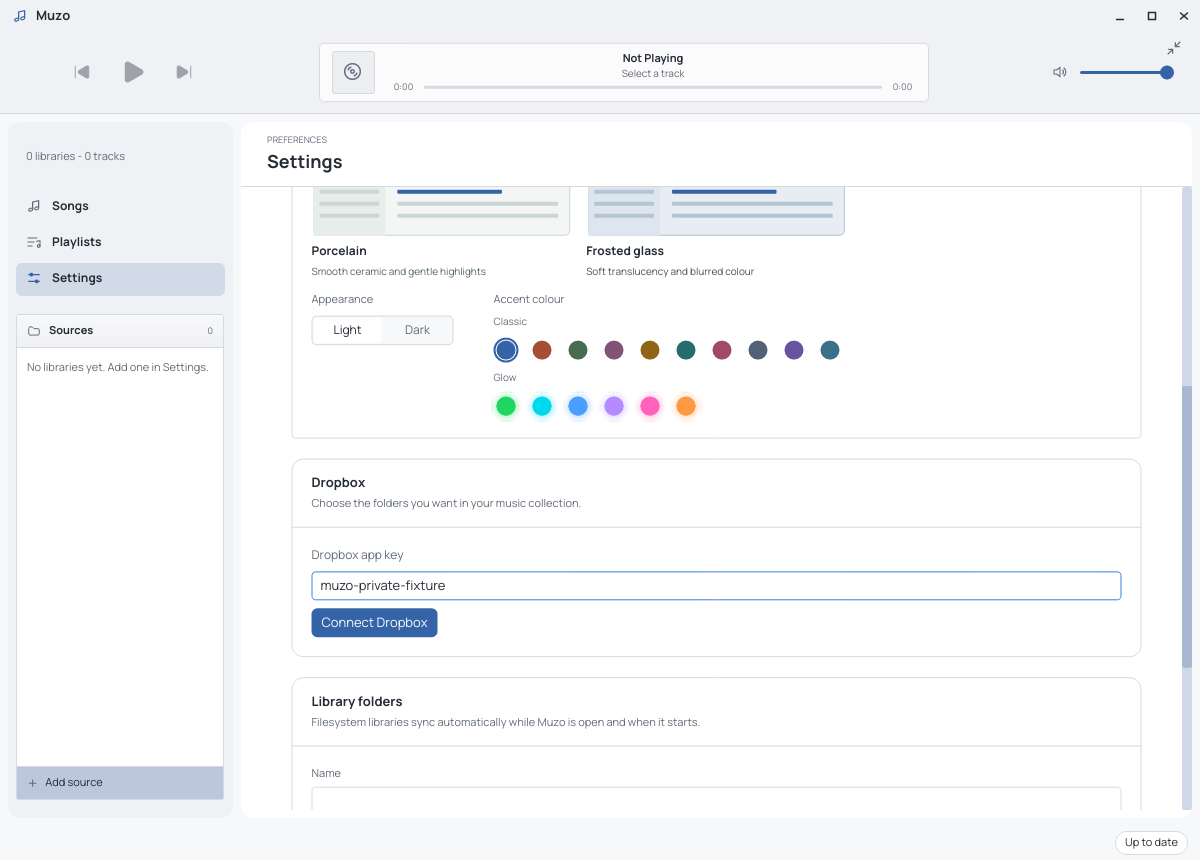 Muzo
Not Playing
Select a track
0:00
0:00
0 libraries - 0 tracks
Songs
Playlists
Settings
Sources
0
No libraries yet. Add one in Settings.
Add source
PREFERENCES
Settings
Porcelain
Smooth ceramic and gentle highlights
Frosted glass
Soft translucency and blurred colour
Appearance
Light
Dark
Accent colour
Classic
Glow
Dropbox
Choose the folders you want in your music collection.
Dropbox app key
muzo-private-fixture
Connect Dropbox
Library folders
Filesystem libraries sync automatically while Muzo is open and when it starts.
Name
Up to date